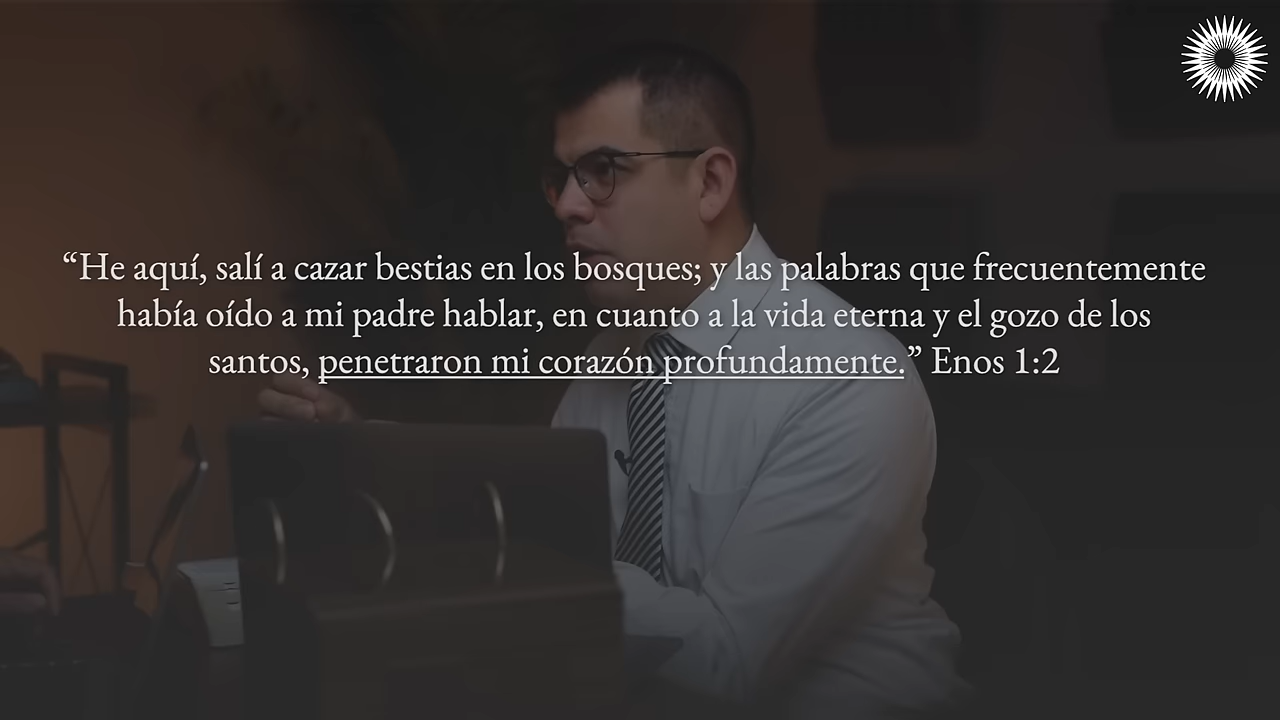 “He aquí, salí a cazar bestias en los bosques; y las palabras que frecuentemente
había oído a mi padre hablar, en cuanto a la vida eterna y el gozo de los
santos, penetraron mi corazón profundamente.” Enos 1:2